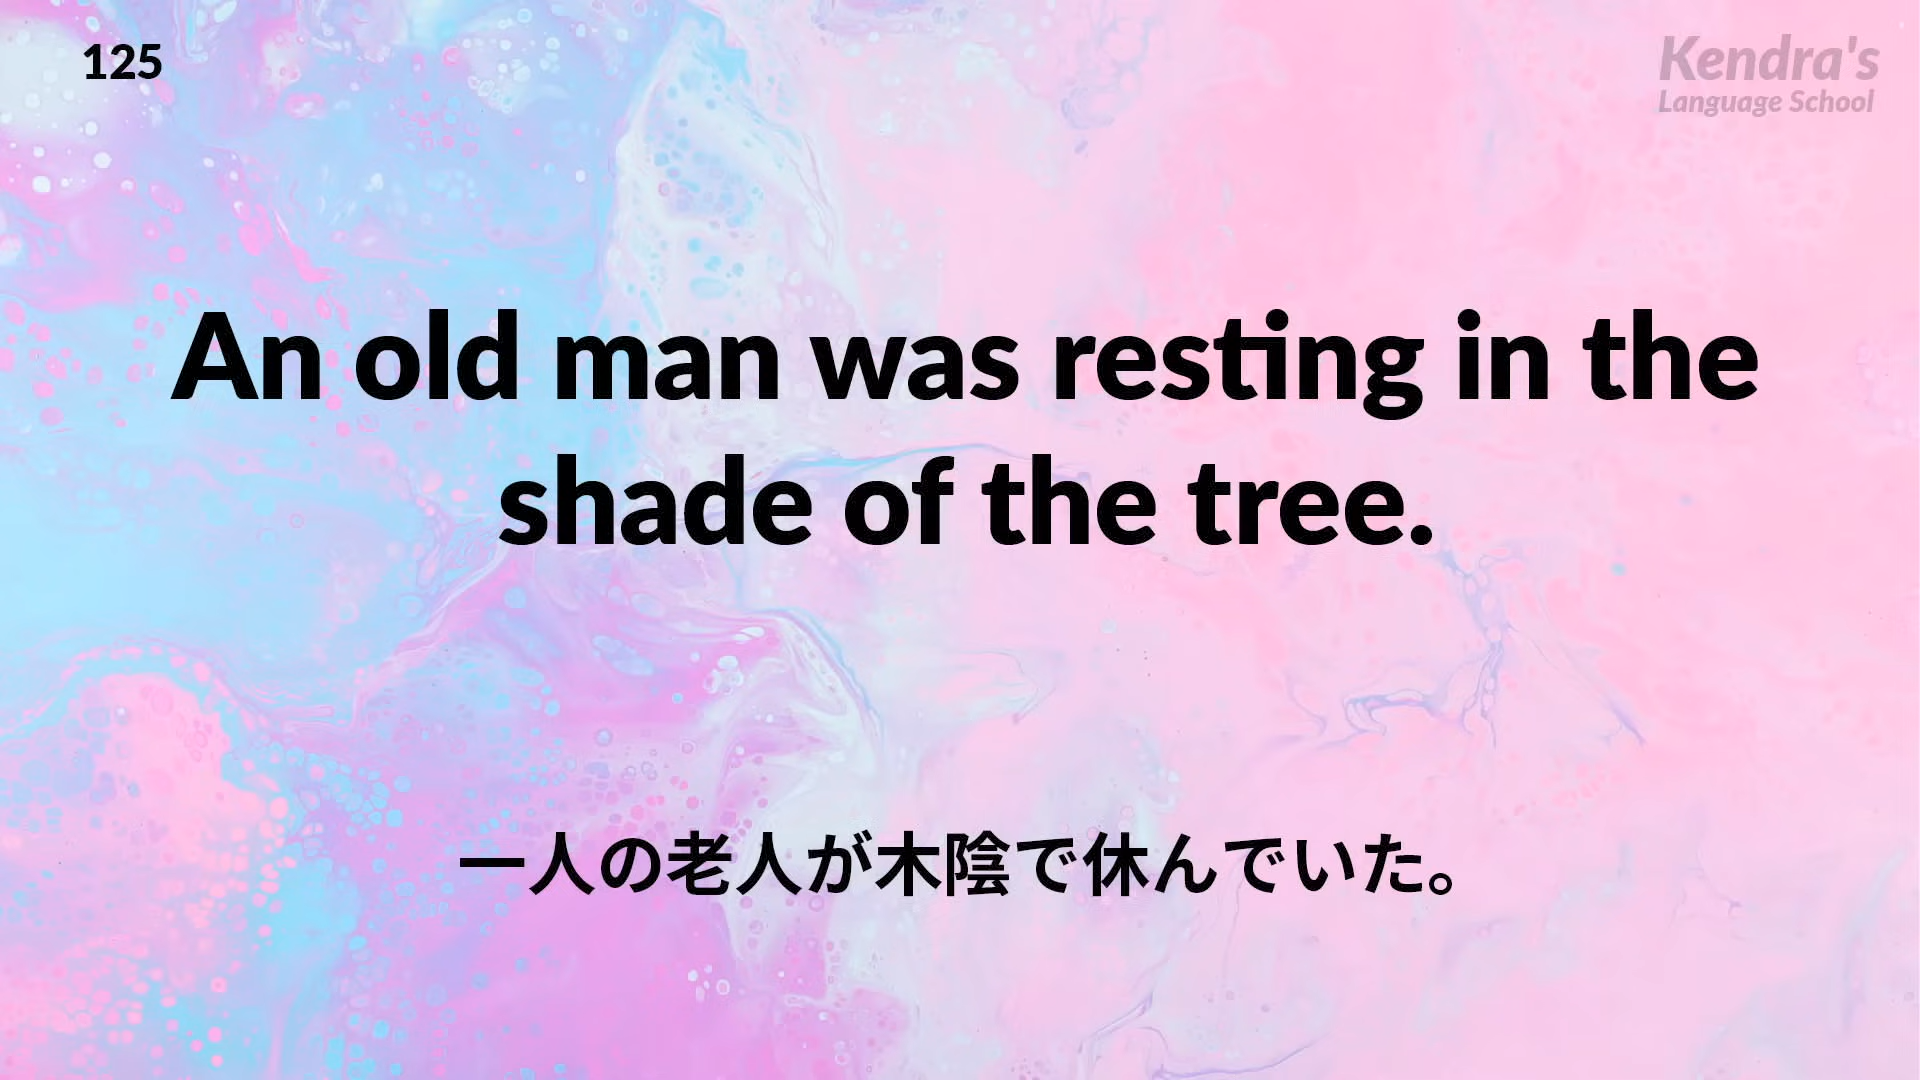 125
Kendra's
Language School
An old man was resting in the
shade of the tree.
一人の老人が木陰で休んでいた。